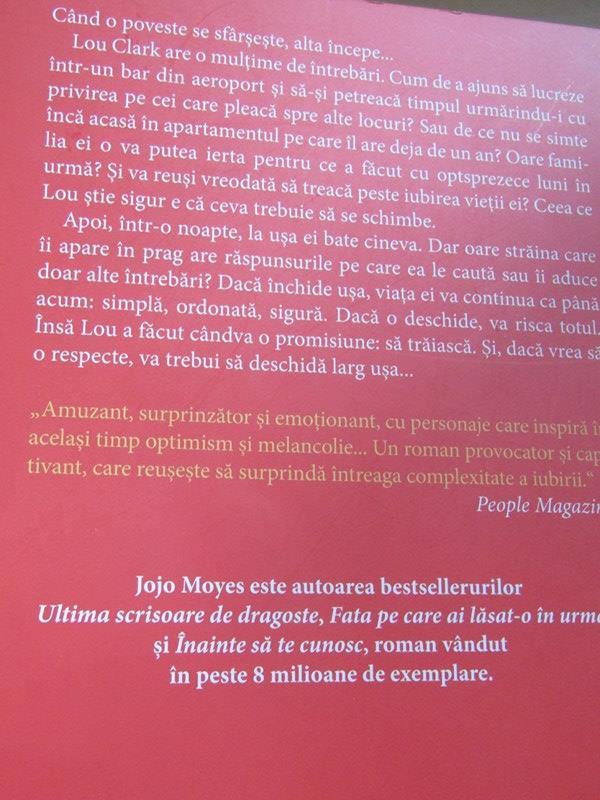 Când o poveste se sfârșește, alta începe...
Lou Clark are o mulțime de întrebări. Cum de a ajuns să lucreze
într-un bar din aeroport și să-și petreacă timpul urmărindu-i cu
privirea pe cei care pleacă spre alte locuri? Sau de ce nu se simte
încă acasă în apartamentul pe care îl are deja de un an? Oare fami-
lia ei o va putea ierta pentru ce a făcut cu optsprezece luni în
urmă? Și va reuși vreodată să treacă peste iubirea vieții ei? Ceea ce
Lou știe sigur e că ceva trebuie să se schimbe.
Apoi, într-o noapte, la ușa ei bate cineva. Dar oare străina care
îi apare în prag are răspunsurile pe care ea le caută sau îi aduce
doar alte întrebări? Dacă închide ușa, viața ei va continua ca până
acum: simplă, ordonată, sigură. Dacă o deschide, va risca totul.
Însă Lou a făcut cândva o promisiune: să trăiască. Și, dacă vrea să
o respecte, va trebui să deschidă larg ușa...
„Amuzant, surprinzător și emoționant, cu personaje care inspiră în
același timp optimism și melancolie... Un roman provocator și cap-
tivant, care reușește să surprindă întreaga complexitate a iubirii.“
People Magazin
Jojo Moyes este autoarea bestsellerurilor
Ultima scrisoare de dragoste, Fata pe care ai lăsat-o în urmă
și Înainte să te cunosc, roman vândut
în peste 8 milioane de exemplare.